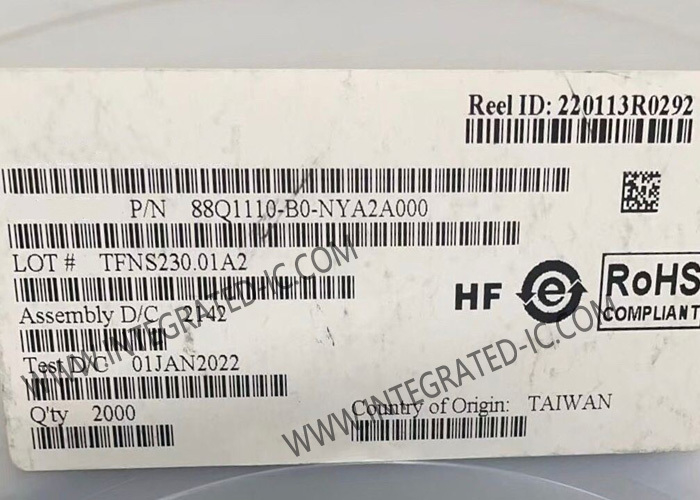 Reel ID: 220113R0292
P/N 88Q1110-B0-NYA2A000
LOT # TFNS230.01A2
Assembly D/C 2142
Test D/C 01JAN2022
Q'ty 2000
Country of Origin: TAIWAN
HF e
RoHS
COMPLIANT
WWW.INTEGRATED-IC.COM
WWW.INTEGRATED-IC.COM